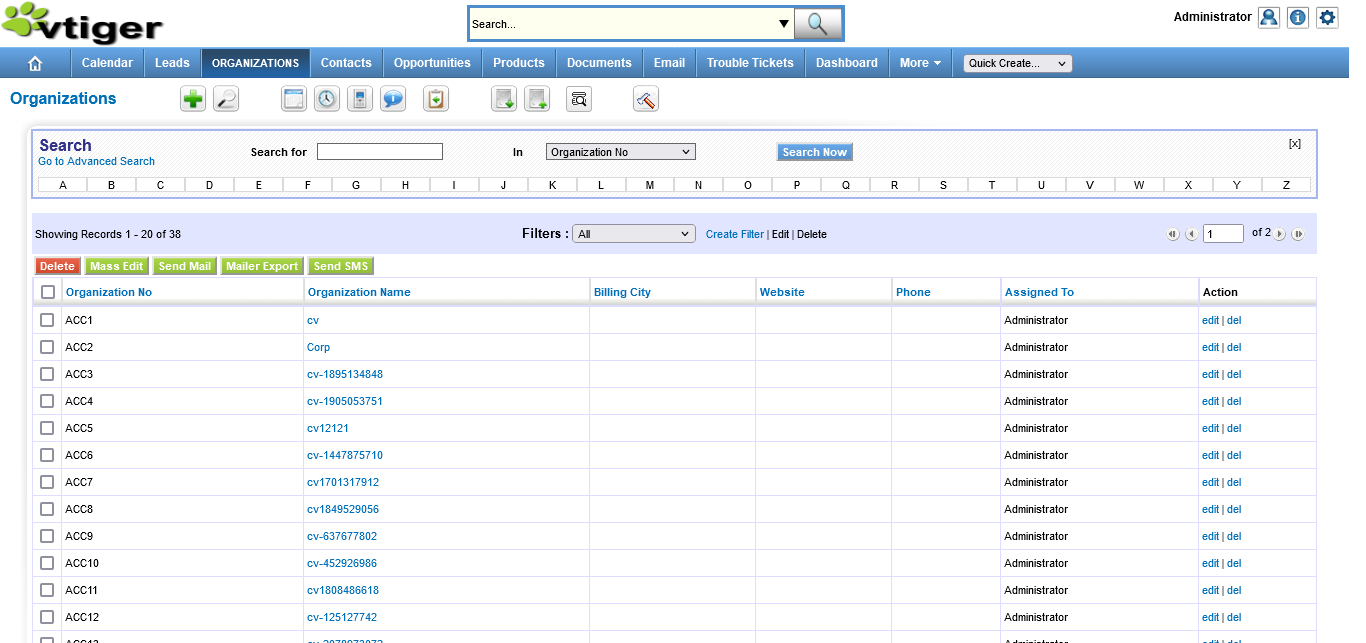 vtiger
Search...
Administrator
Calendar Leads ORGANIZATIONS Contacts Opportunities Products Documents Email Trouble Tickets Dashboard More Quick Create...
Organizations
Search
Go to Advanced Search
Search for In Organization No Search Now [x]
A B C D E F G H I J K L M N O P Q R S T U V W X Y Z
Showing Records 1 - 20 of 38 Filters : All Create Filter | Edit | Delete 1 of 2
Delete Mass Edit Send Mail Mailer Export Send SMS
Organization No Organization Name Billing City Website Phone Assigned To Action
ACC1 cv Administrator edit | del
ACC2 Corp Administrator edit | del
ACC3 cv-1895134848 Administrator edit | del
ACC4 cv-1905053751 Administrator edit | del
ACC5 cv12121 Administrator edit | del
ACC6 cv-1447875710 Administrator edit | del
ACC7 cv1701317912 Administrator edit | del
ACC8 cv1849529056 Administrator edit | del
ACC9 cv-637677802 Administrator edit | del
ACC10 cv-452926986 Administrator edit | del
ACC11 cv1808486618 Administrator edit | del
ACC12 cv-125127742 Administrator edit | del